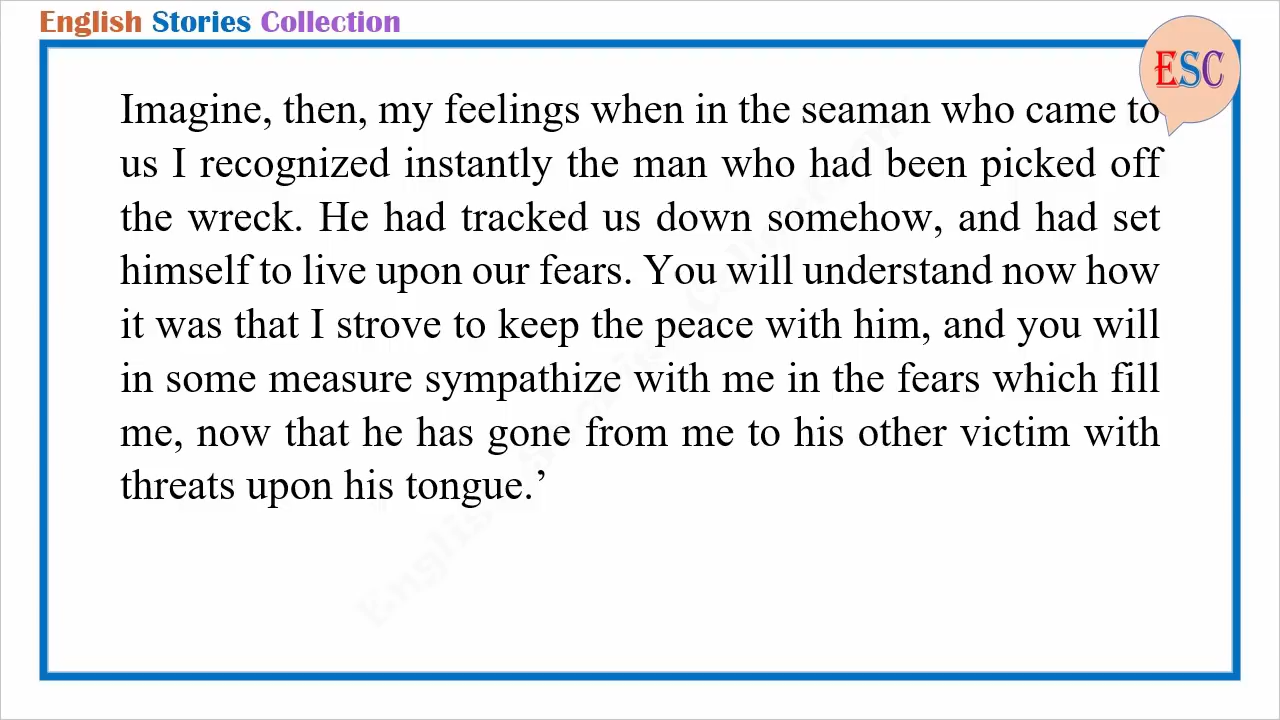 English Stories Collection
ESC
Imagine, then, my feelings when in the seaman who came to
us I recognized instantly the man who had been picked off
the wreck. He had tracked us down somehow, and had set
himself to live upon our fears. You will understand now how
it was that I strove to keep the peace with him, and you will
in some measure sympathize with me in the fears which fill
me, now that he has gone from me to his other victim with
threats upon his tongue.’